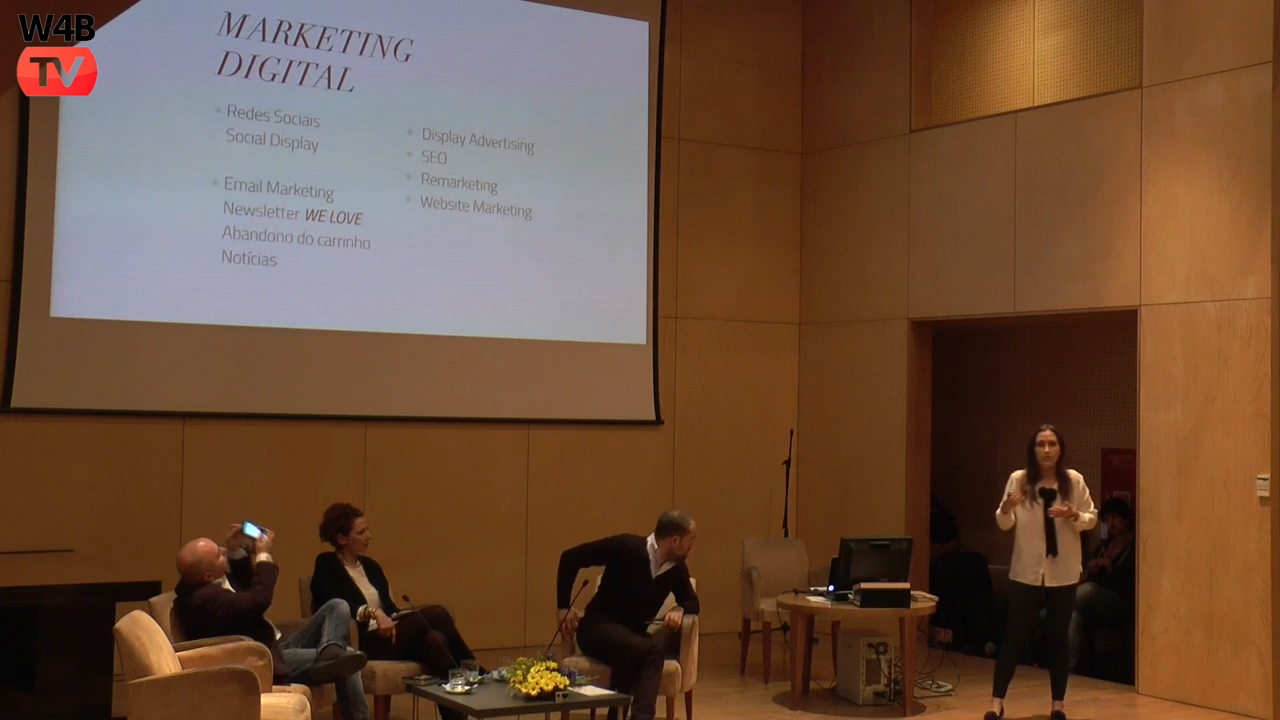 W4B
TV
MARKETING
DIGITAL
Redes Sociais
Social Display
Email Marketing
Newsletter WE LOVE
Abandono do carrinho
Notícias
Display Advertising
SEO
Remarketing
Website Marketing